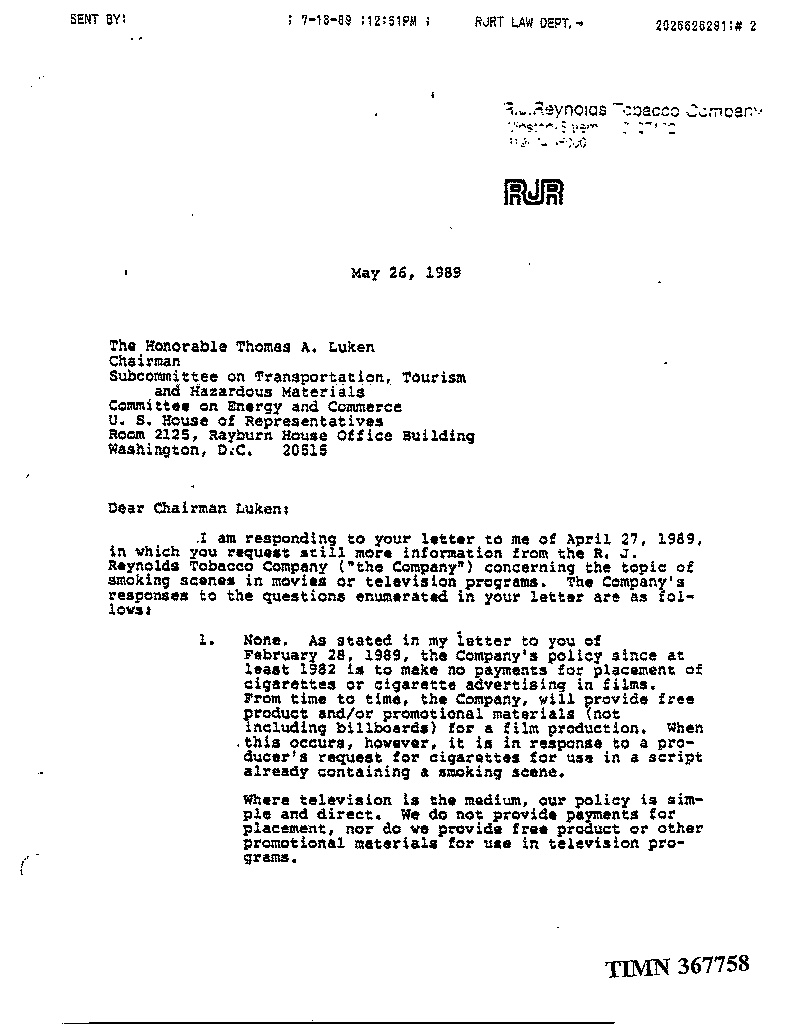 SENT BY: ; 7-18-89 ;12:51PM ; RJRT LAW DEPT.→ 2026626291;# 2
R.J.Reynolds Tobacco Company
RJR
May 26, 1989
The Honorable Thomas A. Luken
Chairman
Subcommittee on Transportation, Tourism
and Hazardous Materials
Committee on Energy and Commerce
U. S. House of Representatives
Room 2125, Rayburn House Office Building
Washington, D.C. 20515
Dear Chairman Luken:
I am responding to your letter to me of April 27, 1989,
in which you request still more information from the R. J.
Reynolds Tobacco Company ("the Company") concerning the topic of
smoking scenes in movies or television programs. The Company's
responses to the questions enumerated in your letter are as fol-
lows:
1. None. As stated in my letter to you of
February 28, 1989, the Company's policy since at
least 1982 is to make no payments for placement of
cigarettes or cigarette advertising in films.
From time to time, the Company, will provide free
product and/or promotional materials (not
including billboards) for a film production. When
this occurs, however, it is in response to a pro-
ducer's request for cigarettes for use in a script
already containing a smoking scene.
Where television is the medium, our policy is sim-
ple and direct. We do not provide payments for
placement, nor do we provide free product or other
promotional materials for use in television pro-
grams.
TIMN 367758